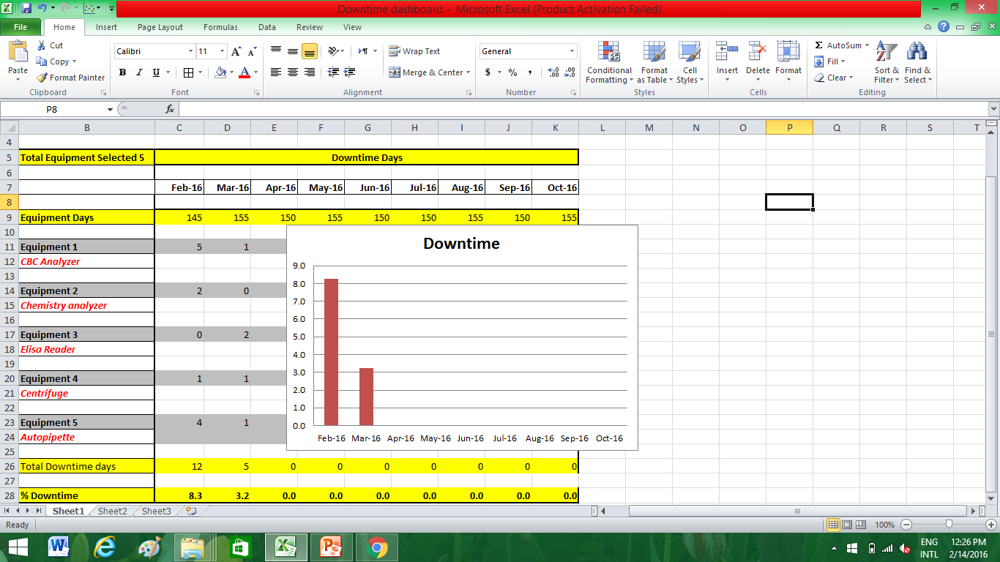 Downtime dashboard - Microsoft Excel (Product Activation Failed)
File Home Insert Page Layout Formulas Data Review View
Paste
Cut
Copy
Format Painter
Clipboard
Calibri 11
B I U
Font
Wrap Text
Merge & Center
Alignment
General
$ % ,
Number
Conditional Formatting
Format as Table
Cell Styles
Styles
Insert Delete Format
Cells
AutoSum
Fill
Clear
Sort & Filter
Find & Select
Editing
P8 fx
B C D E F G H I J K L M N O P Q R S T
4
5 Total Equipment Selected 5 Downtime Days
6
7 Feb-16 Mar-16 Apr-16 May-16 Jun-16 Jul-16 Aug-16 Sep-16 Oct-16
8
9 Equipment Days 145 155 150 155 150 150 155 150 155
10
11 Equipment 1 5 1
12 CBC Analyzer
13
14 Equipment 2 2 0
15 Chemistry analyzer
16
17 Equipment 3 0 2
18 Elisa Reader
19
20 Equipment 4 1 1
21 Centrifuge
22
23 Equipment 5 4 1
24 Autopipette
25
26 Total Downtime days 12 5 0 0 0 0 0 0 0
27
28 % Downtime 8.3 3.2 0.0 0.0 0.0 0.0 0.0 0.0 0.0
Downtime
9.0
8.0
7.0
6.0
5.0
4.0
3.0
2.0
1.0
0.0
Feb-16 Mar-16 Apr-16 May-16 Jun-16 Jul-16 Aug-16 Sep-16 Oct-16
Sheet1 Sheet2 Sheet3
Ready 100%
ENG 12:26 PM
INTL 2/14/2016